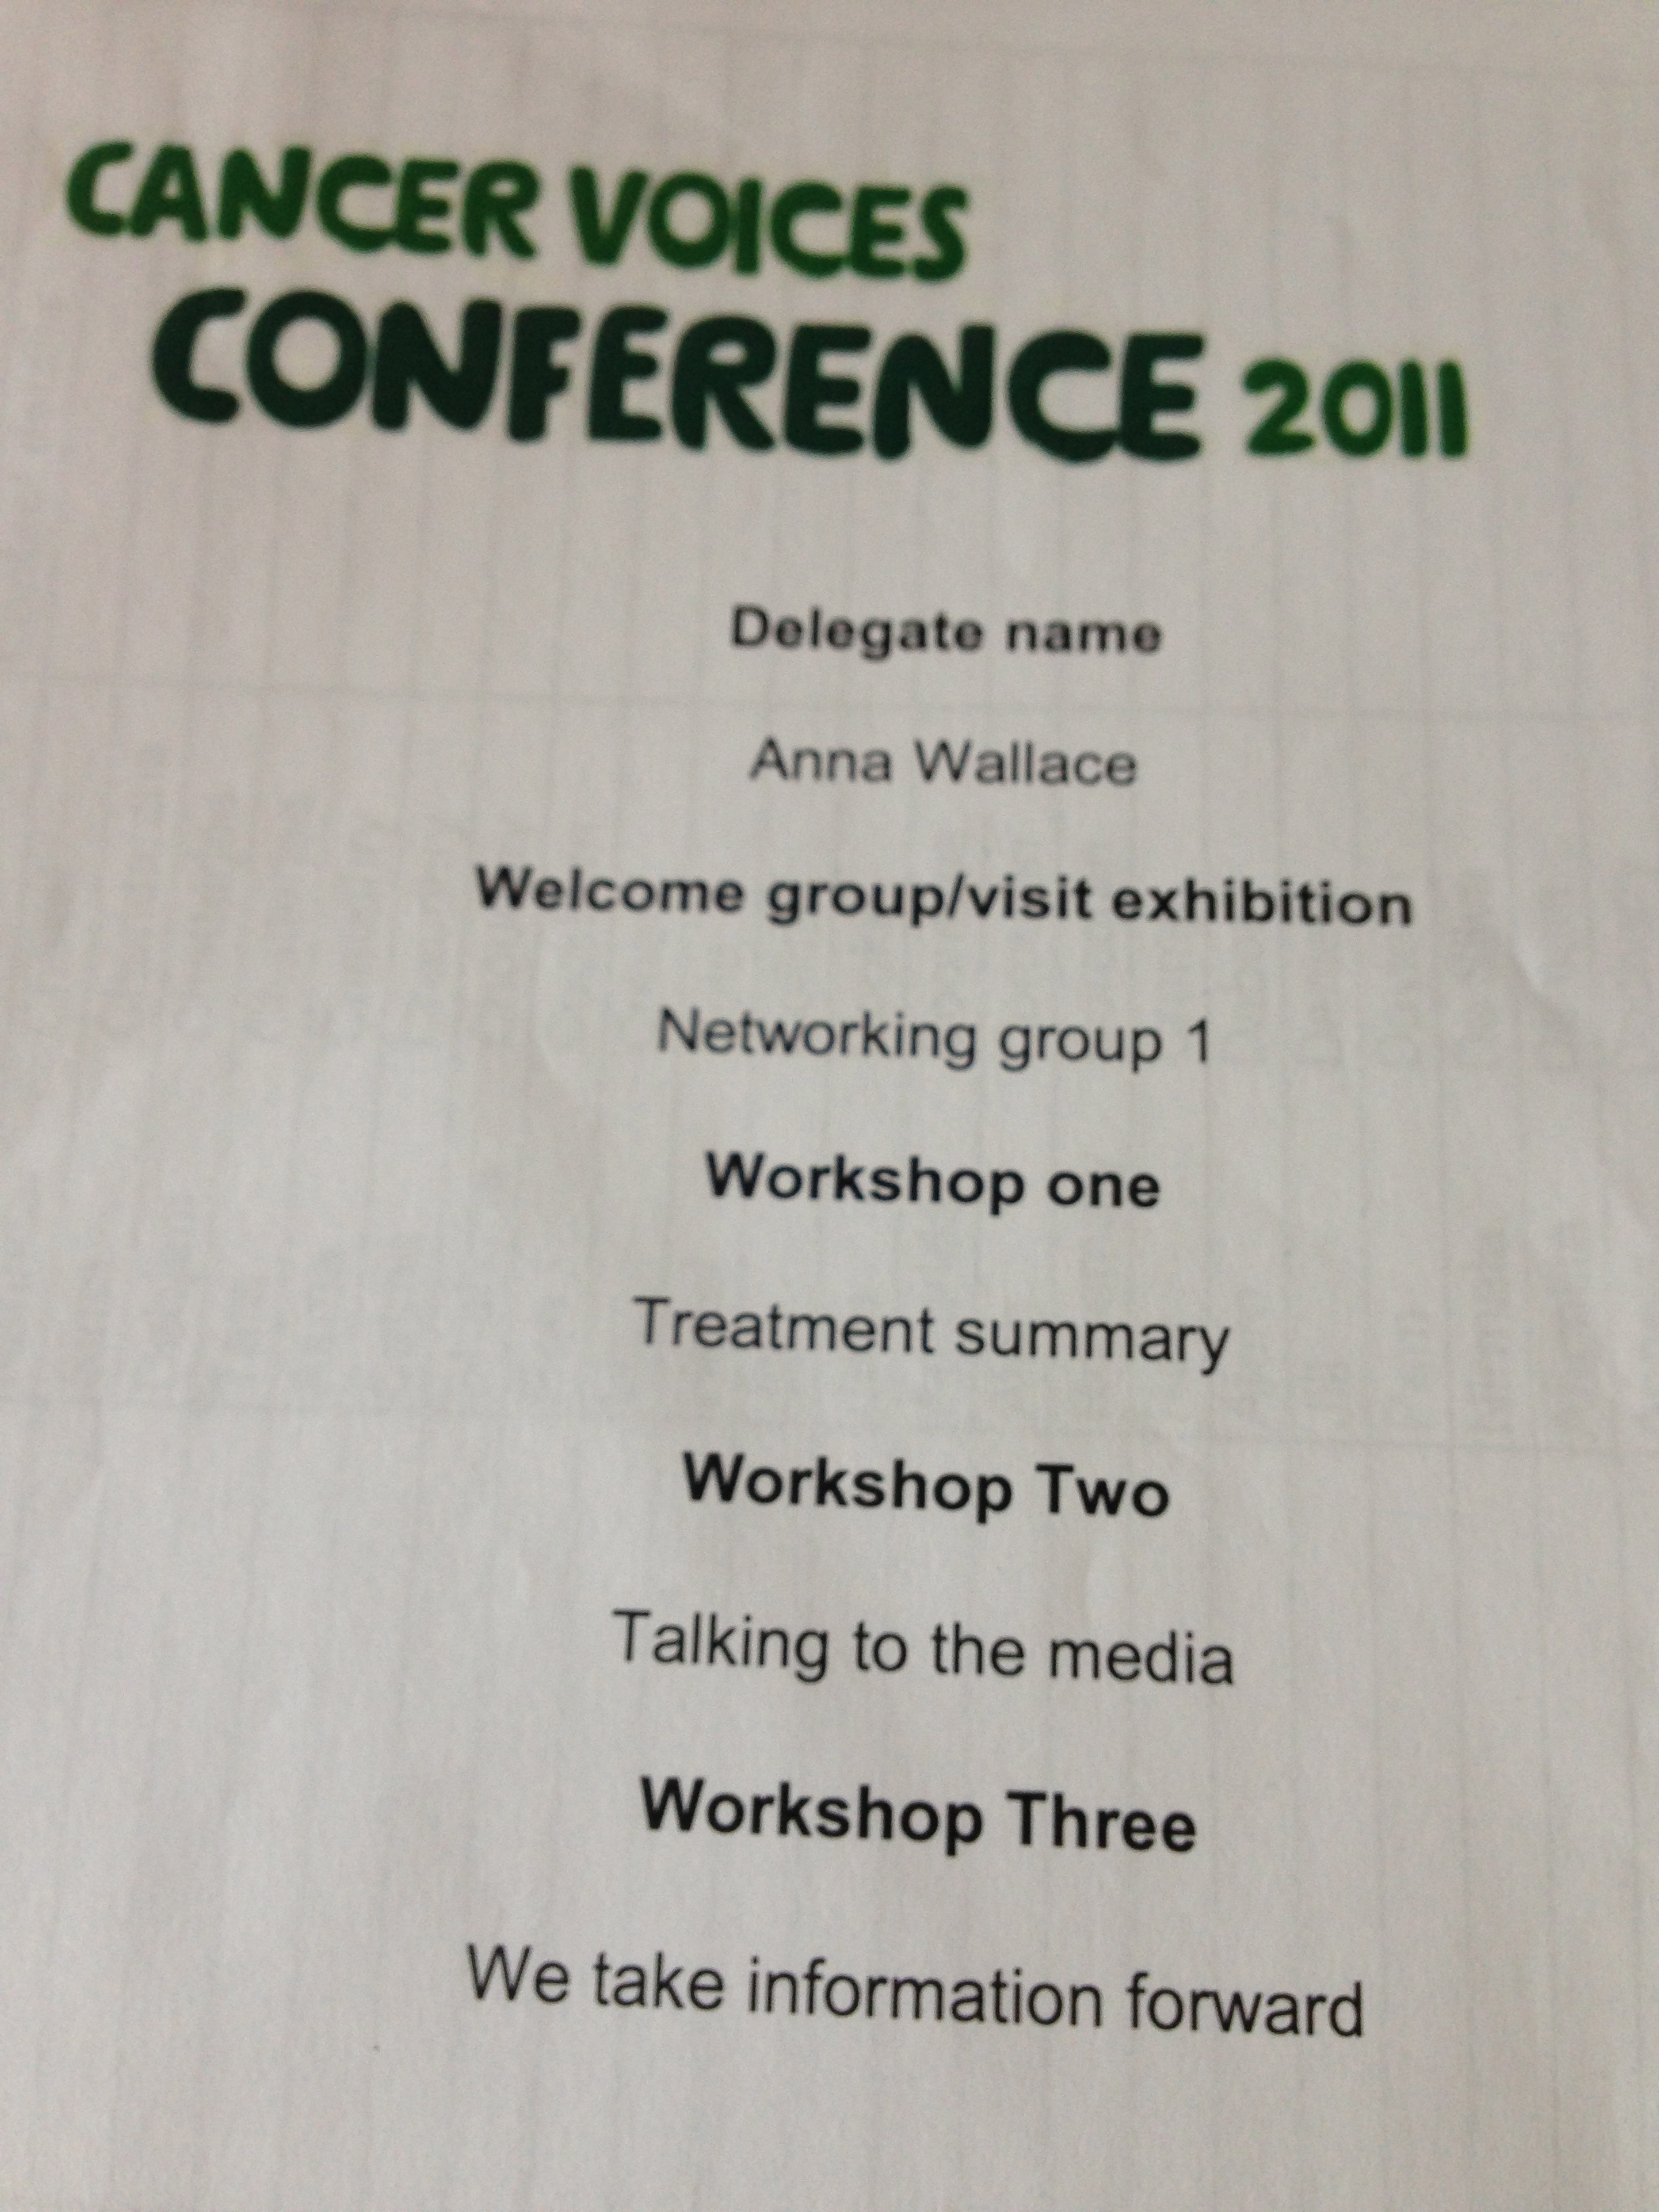 CANCER VOICES
CONFERENCE 2011
Delegate name
Anna Wallace
Welcome group/visit exhibition
Networking group 1
Workshop one
Treatment summary
Workshop Two
Talking to the media
Workshop Three
We take information forward